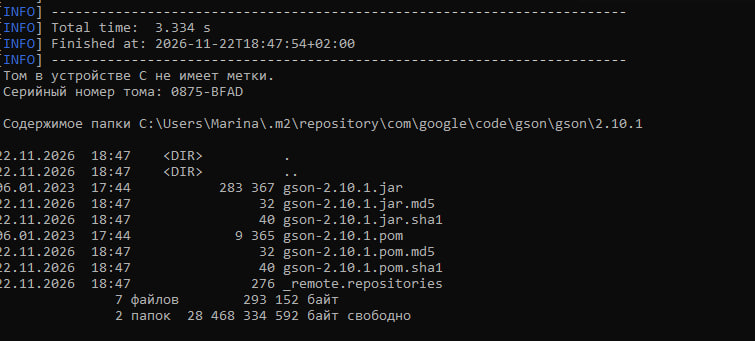 [INFO] ------------------------------------------------------------------------
[INFO] Total time:  3.334 s
[INFO] Finished at: 2026-11-22T18:47:54+02:00
[INFO] ------------------------------------------------------------------------
Том в устройстве C не имеет метки.
Серийный номер тома: 0875-BFAD
Содержимое папки C:\Users\Marina\.m2\repository\com\google\code\gson\gson\2.10.1
22.11.2026  18:47    <DIR>          .
22.11.2026  18:47    <DIR>          ..
06.01.2023  17:44           283 367 gson-2.10.1.jar
22.11.2026  18:47                32 gson-2.10.1.jar.md5
22.11.2026  18:47                40 gson-2.10.1.jar.sha1
06.01.2023  17:44             9 365 gson-2.10.1.pom
22.11.2026  18:47                32 gson-2.10.1.pom.md5
22.11.2026  18:47                40 gson-2.10.1.pom.sha1
22.11.2026  18:47               276 _remote.repositories
7 файлов        293 152 байт
2 папок  28 468 334 592 байт свободно